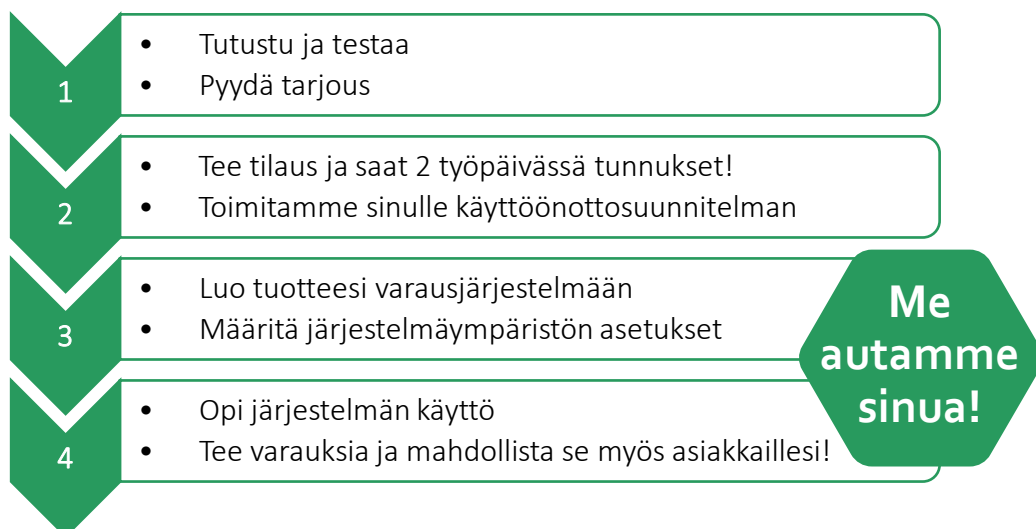 1
• Tutustu ja testaa
• Pyydä tarjous
2
• Tee tilaus ja saat 2 työpäivässä tunnukset!
• Toimitamme sinulle käyttöönottosuunnitelman
3
• Luo tuotteesi varausjärjestelmään
• Määritä järjestelmäympäristön asetukset
4
• Opi järjestelmän käyttö
• Tee varauksia ja mahdollista se myös asiakkaillesi!
Me
autamme
sinua!